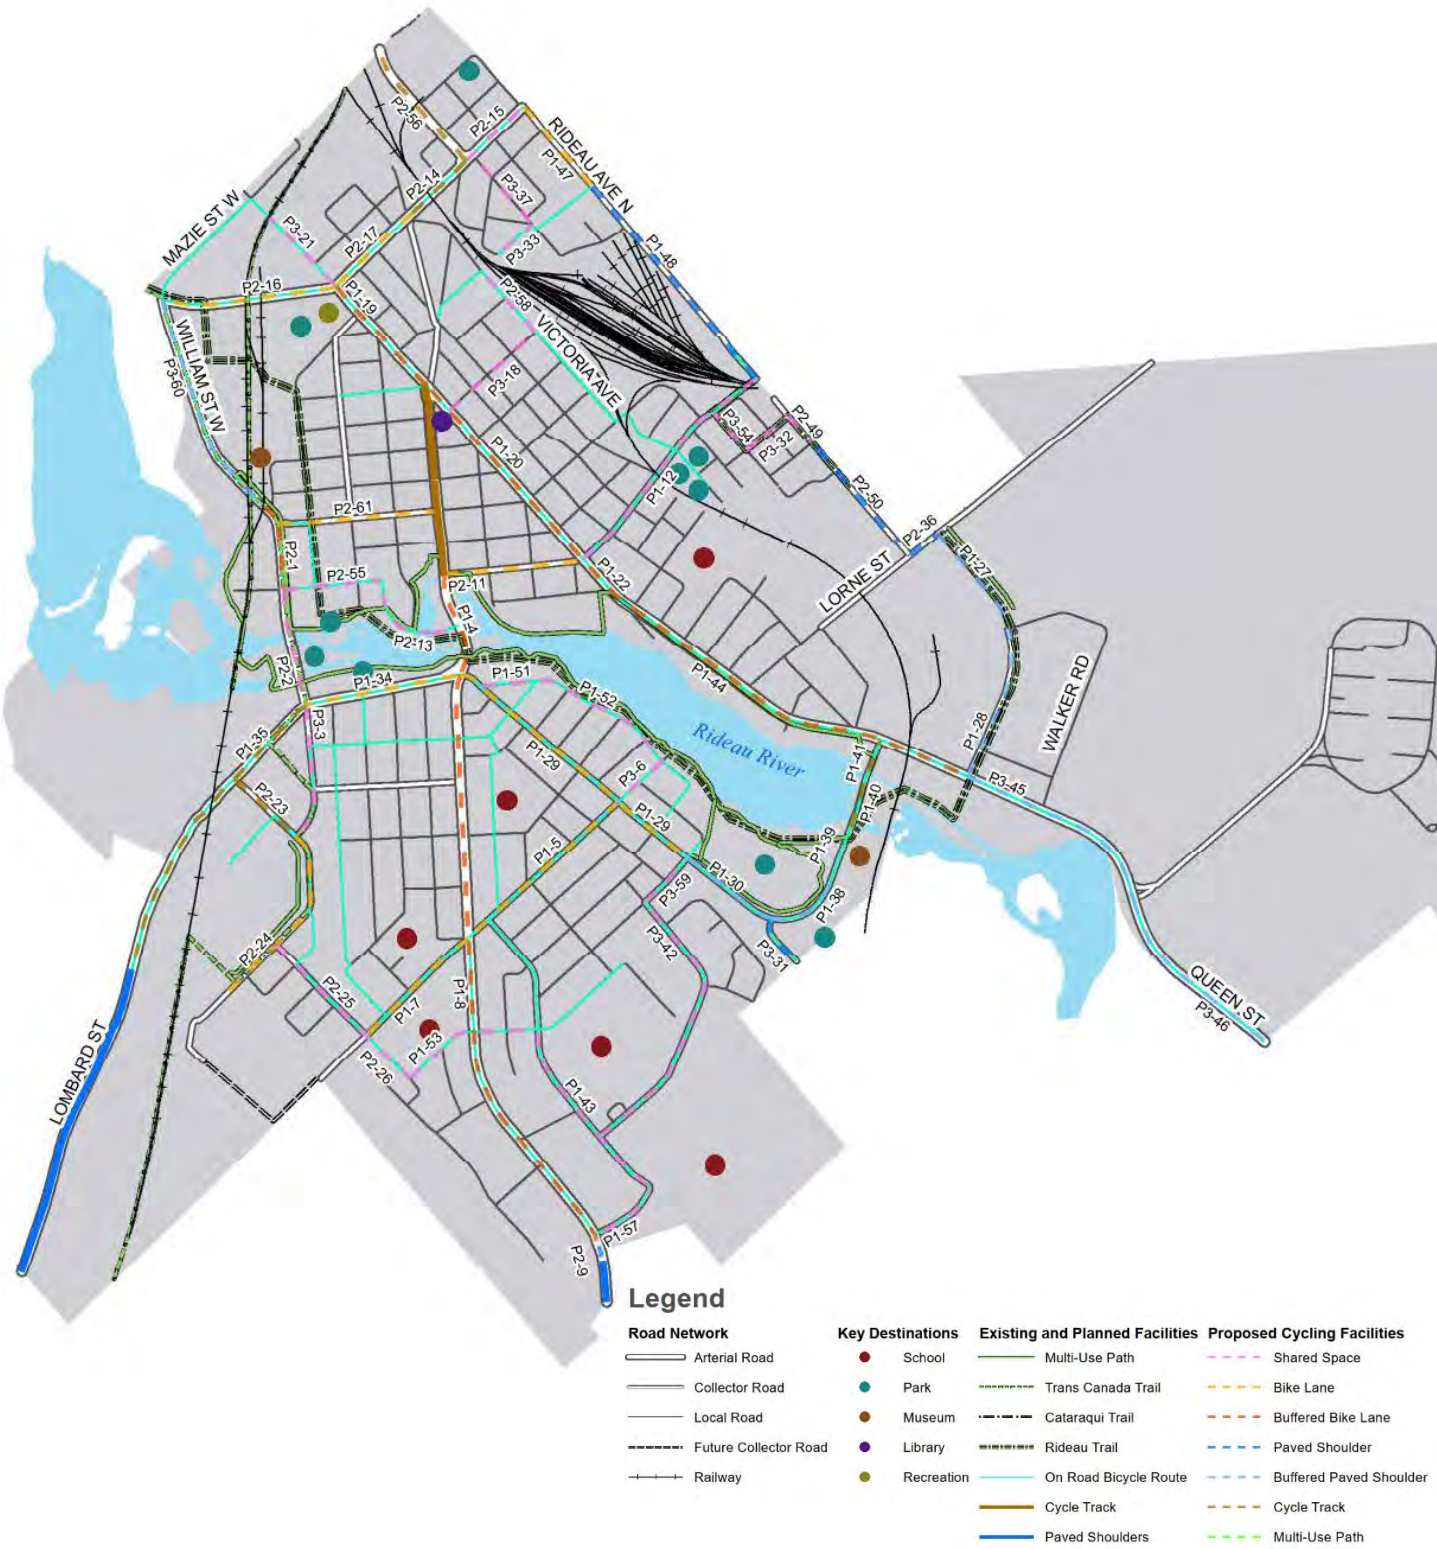 P2-56
P2-15
RIDEAU AVE N
P1-47
P2-14
P3-37
MAZIE ST W
P3-21
P2-17
P3-33
P1-48
P2-16
P1-19
P2-58
VICTORIA AVE
WILLIAM ST W
P3-60
P3-18
P3-54
P3-32
P2-49
P1-20
P1-12
P2-50
P2-61
P2-36
P2-1
P2-55
P2-11
P1-22
P1-27
LORNE ST
P1-4
P2-13
P2-2
P1-34
P1-51
P1-52
P1-44
WALKER RD
P3-3
P1-35
Rideau River
P1-28
P1-29
P3-6
P1-41
P3-45
P2-23
P1-29
P1-40
P1-5
P1-39
P1-30
P3-59
P1-38
P2-24
P3-42
P3-31
P2-25
P1-7
P1-8
QUEEN ST
P3-46
LOMBARD ST
P2-26
P1-53
P1-43
P1-57
P2-9
Legend
Road Network
Arterial Road
Collector Road
Local Road
Future Collector Road
Railway
Key Destinations
School
Park
Museum
Library
Recreation
Existing and Planned Facilities
Multi-Use Path
Trans Canada Trail
Cataraqui Trail
Rideau Trail
On Road Bicycle Route
Cycle Track
Paved Shoulders
Proposed Cycling Facilities
Shared Space
Bike Lane
Buffered Bike Lane
Paved Shoulder
Buffered Paved Shoulder
Cycle Track
Multi-Use Path